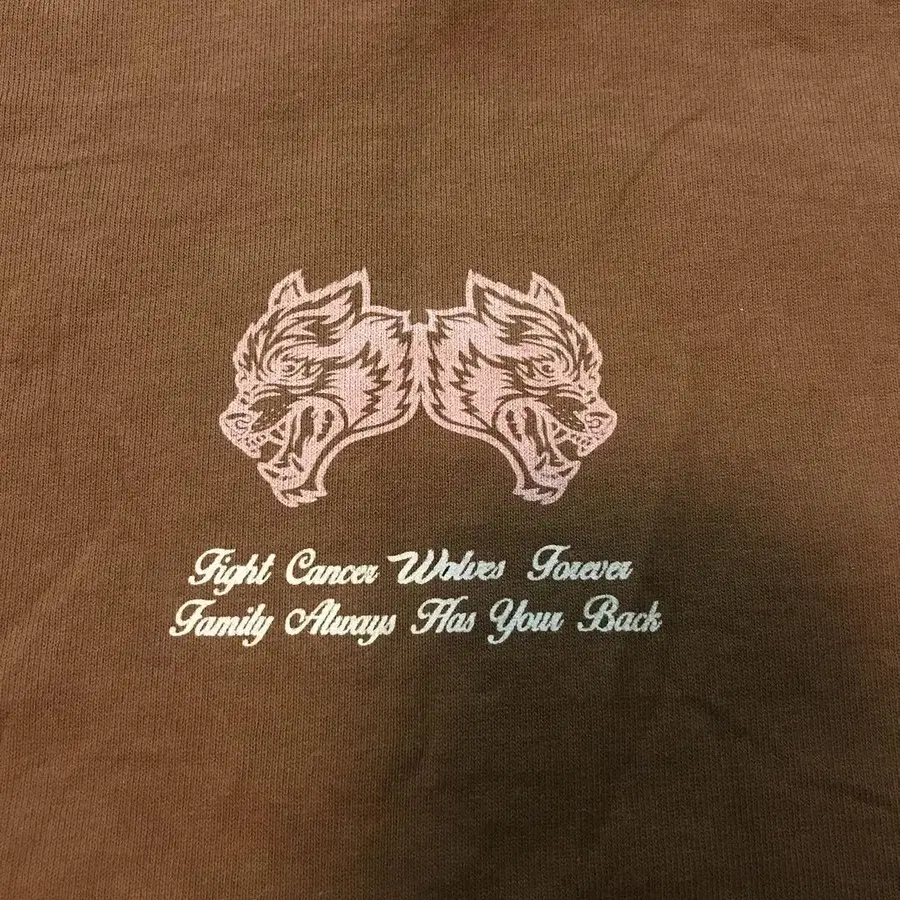 Fight Cancer Wolves Forever
Family Always Has Your Back